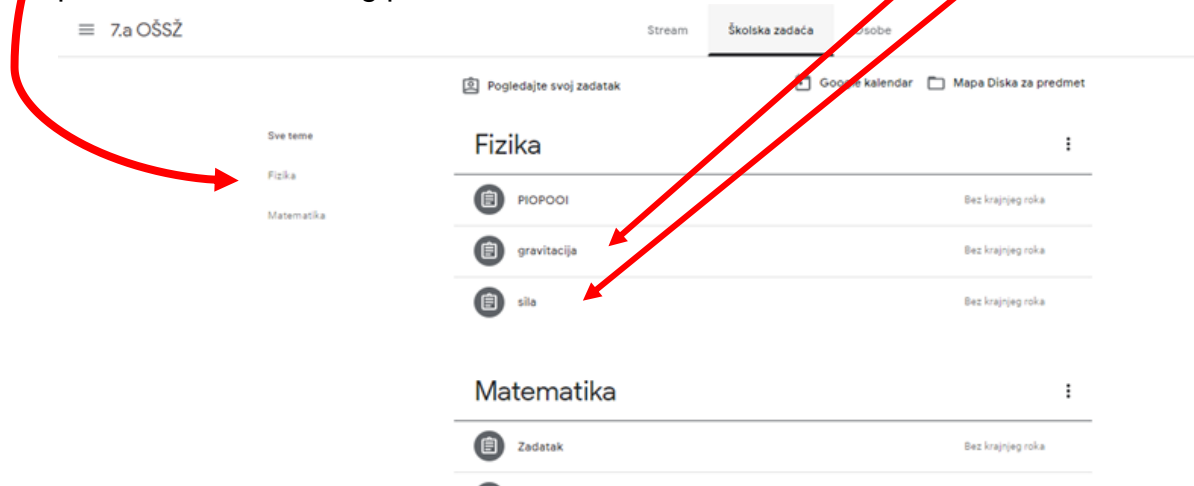 7.a OŠSŽ
Stream Školska zadaća Osobe
Pogledajte svoj zadatak Google kalendar Mapa Diska za predmet
Sve teme
Fizika
Matematika
Fizika
PIOPOOI Bez krajnjeg roka
gravitacija Bez krajnjeg roka
sila Bez krajnjeg roka
Matematika
Zadatak Bez krajnjeg roka